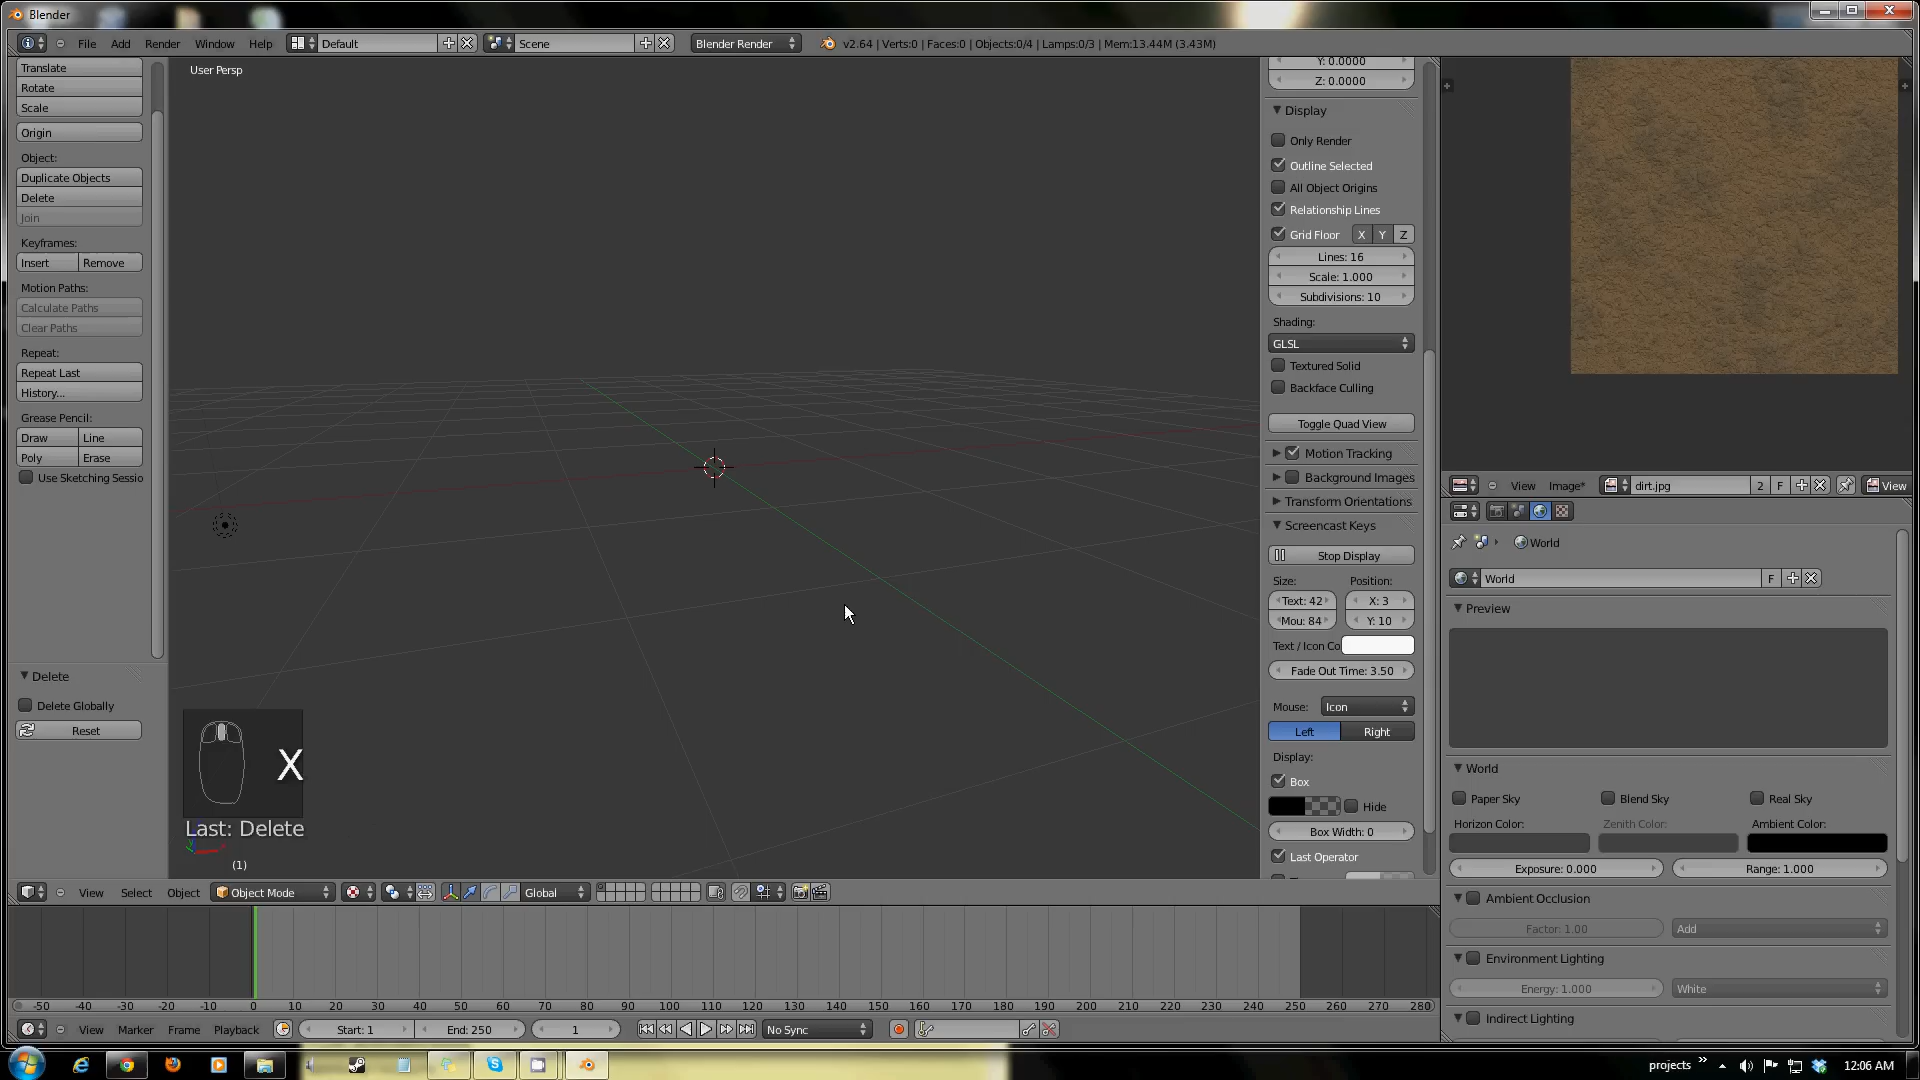 Blender
File Add Render Window Help Default Scene Blender Render v2.64 | Verts:0 | Faces:0 | Objects:0/4 | Lamps:0/3 | Mem:13.44M (3.43M)
Translate
Rotate
Scale
Origin
Object:
Duplicate Objects
Delete
Join
Keyframes:
Insert Remove
Motion Paths:
Calculate Paths
Clear Paths
Repeat:
Repeat Last
History...
Grease Pencil:
Draw Line
Poly Erase
Use Sketching Sessio
Delete
Delete Globally
Reset
User Persp
X
Last: Delete
(1)
Y: 0.0000
Z: 0.0000
Display
Only Render
Outline Selected
All Object Origins
Relationship Lines
Grid Floor X Y Z
Lines: 16
Scale: 1.000
Subdivisions: 10
Shading:
GLSL
Textured Solid
Backface Culling
Toggle Quad View
Motion Tracking
Background Images
Transform Orientations
Screencast Keys
Stop Display
Size: Position:
Text: 42 X: 3
Mou: 84 Y: 10
Text / Icon Co
Fade Out Time: 3.50
Mouse: Icon
Left Right
Display:
Box
Hide
Box Width: 0
Last Operator
View Image* dirt.jpg 2 F View
World
World F
Preview
World
Paper Sky Blend Sky Real Sky
Horizon Color: Zenith Color: Ambient Color:
Exposure: 0.000 Range: 1.000
Ambient Occlusion
Factor: 1.00 Add
Environment Lighting
Energy: 1.000 White
Indirect Lighting
View Select Object Object Mode Global
-50 -40 -30 -20 -10 0 10 20 30 40 50 60 70 80 90 100 110 120 130 140 150 160 170 180 190 200 210 220 230 240 250 260 270 280
View Marker Frame Playback Start: 1 End: 250 1 No Sync
projects 12:06 AM